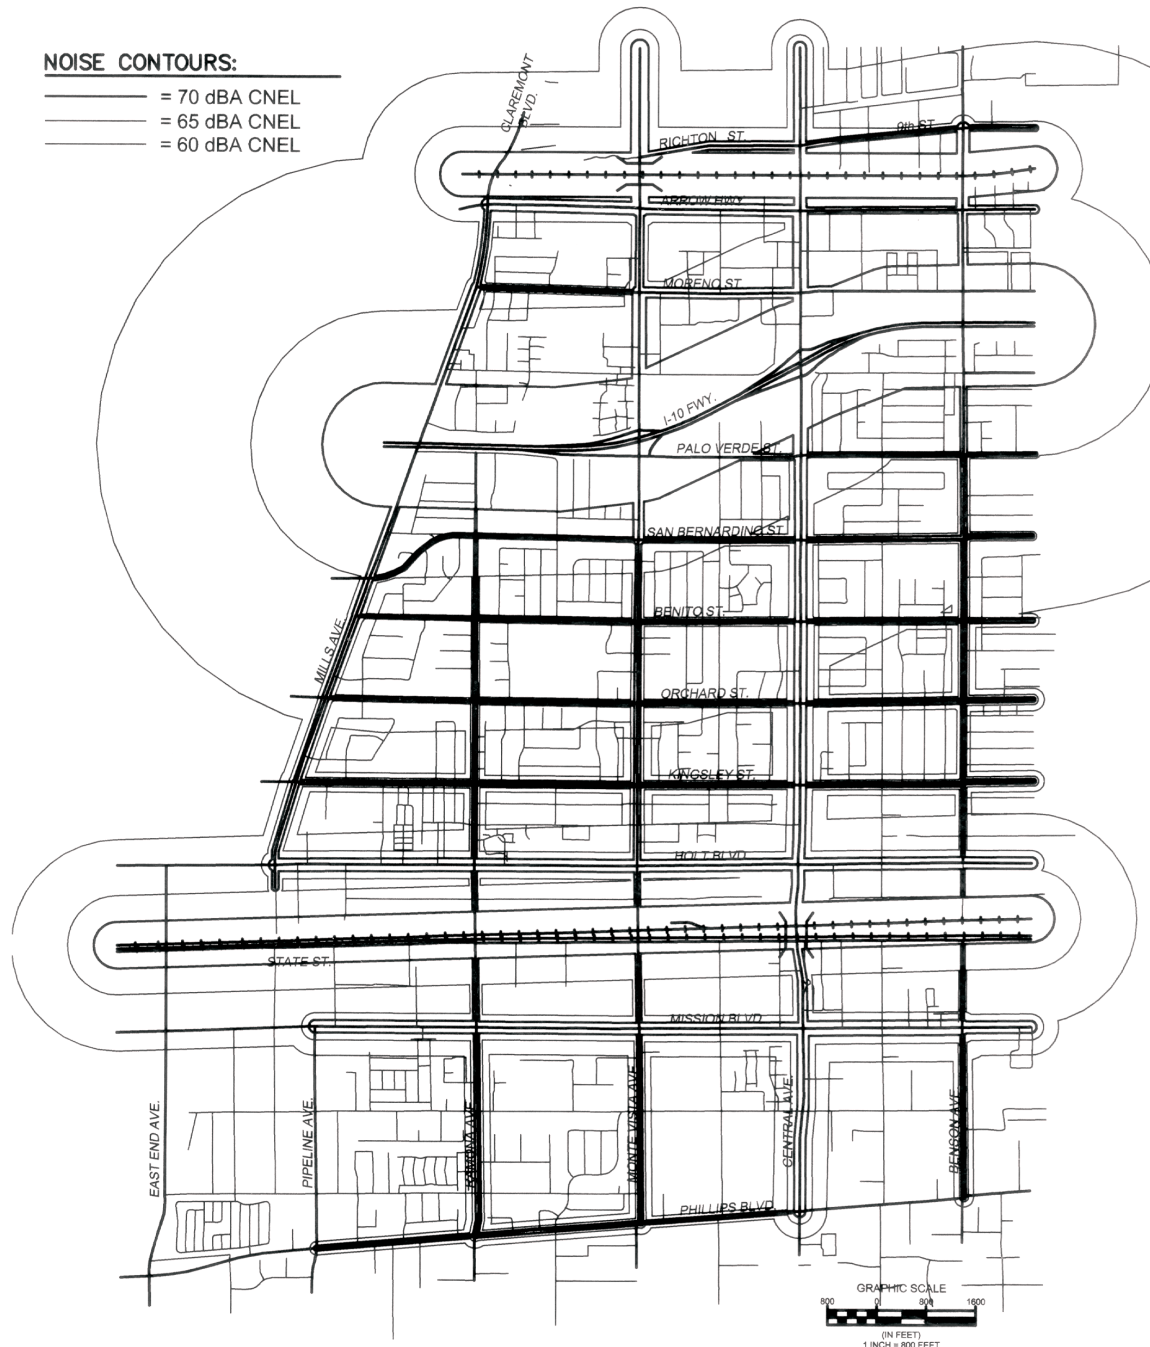 NOISE CONTOURS:
= 70 dBA CNEL
= 65 dBA CNEL
= 60 dBA CNEL
CLAREMONT
BLVD.
RICHTON ST.
9th ST.
ARROW HWY.
MORENO ST.
I-10 FWY.
PALO VERDE ST.
SAN BERNARDINO ST.
BENITO ST.
MILLS AVE.
ORCHARD ST.
KINGSLEY ST.
HOLT BLVD.
STATE ST.
MISSION BLVD.
EAST END AVE.
PIPELINE AVE.
RAMONA AVE.
MONTE VISTA AVE.
CENTRAL AVE.
BENSON AVE.
PHILLIPS BLVD.
GRAPHIC SCALE
800 0 800 1600
(IN FEET)
1 INCH = 800 FEET